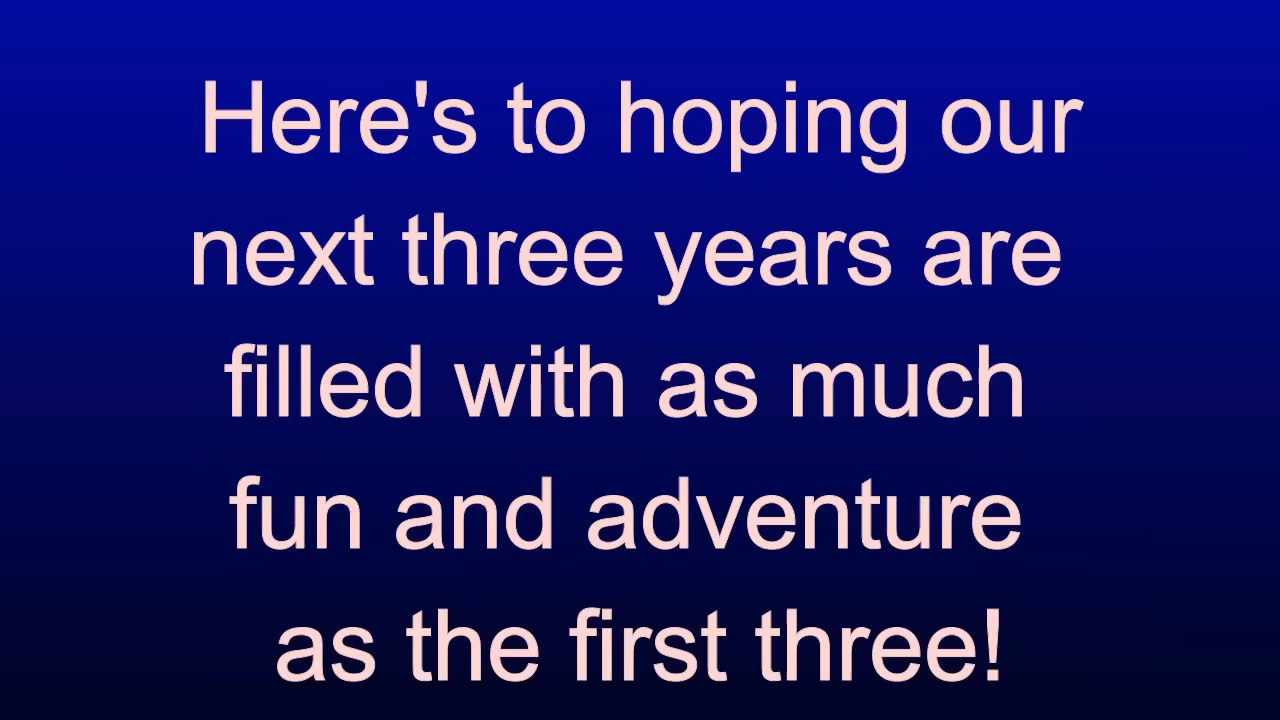 Here's to hoping our
next three years are
filled with as much
fun and adventure
as the first three!